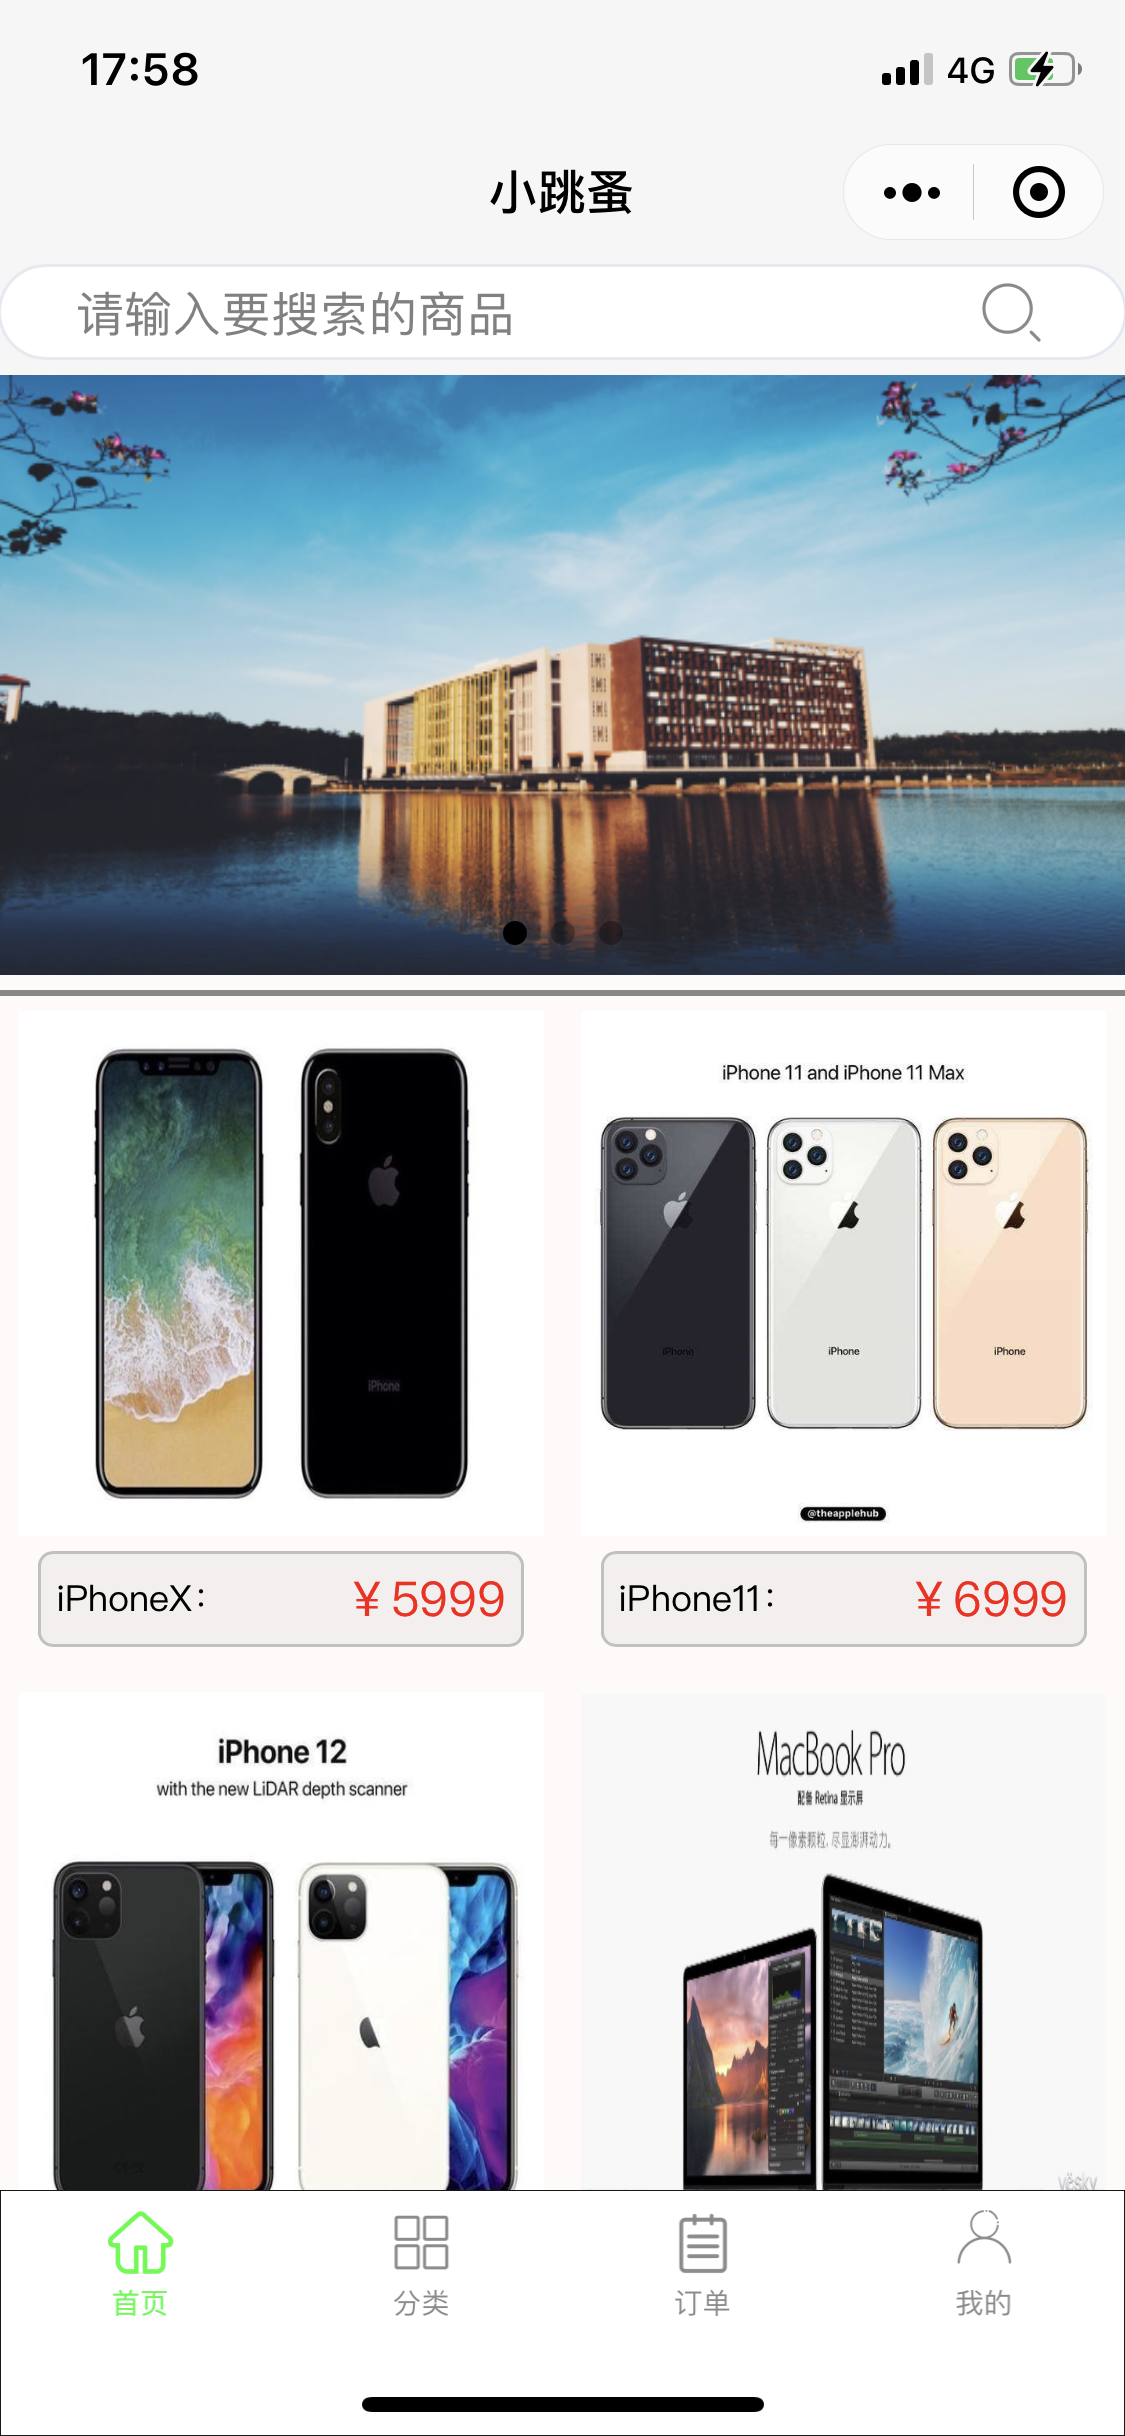 17:58
4G
小跳蚤
请输入要搜索的商品
iPhone 11 and iPhone 11 Max
iPhone
iPhone
iPhone
iPhone
@theapplehub
iPhoneX：
¥ 5999
iPhone11：
¥ 6999
iPhone 12
with the new LiDAR depth scanner
MacBook Pro
配备 Retina 显示屏
每一像素颗粒，尽显澎湃动力。
vësky
首页
分类
订单
我的